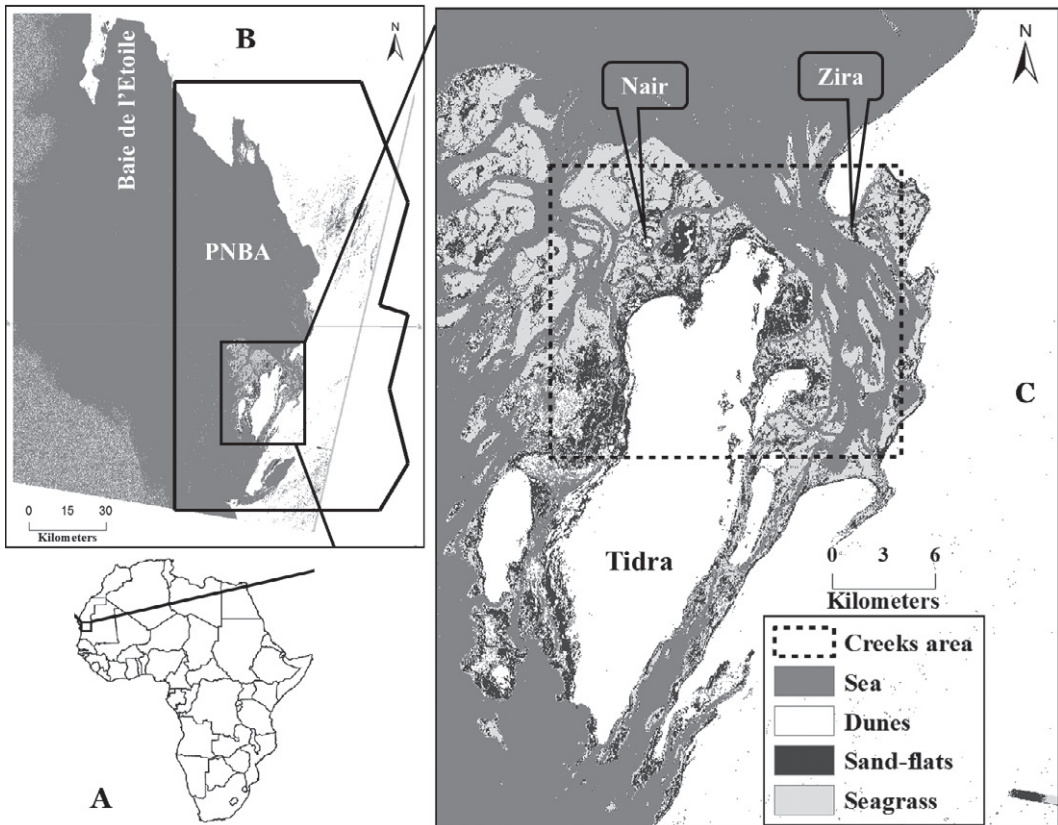 B
N
Baie de l'Etoile
PNBA
0 15 30
Kilometers
A
N
Nair
Zira
C
Tidra
0 3 6
Kilometers
Creeks area
Sea
Dunes
Sand-flats
Seagrass